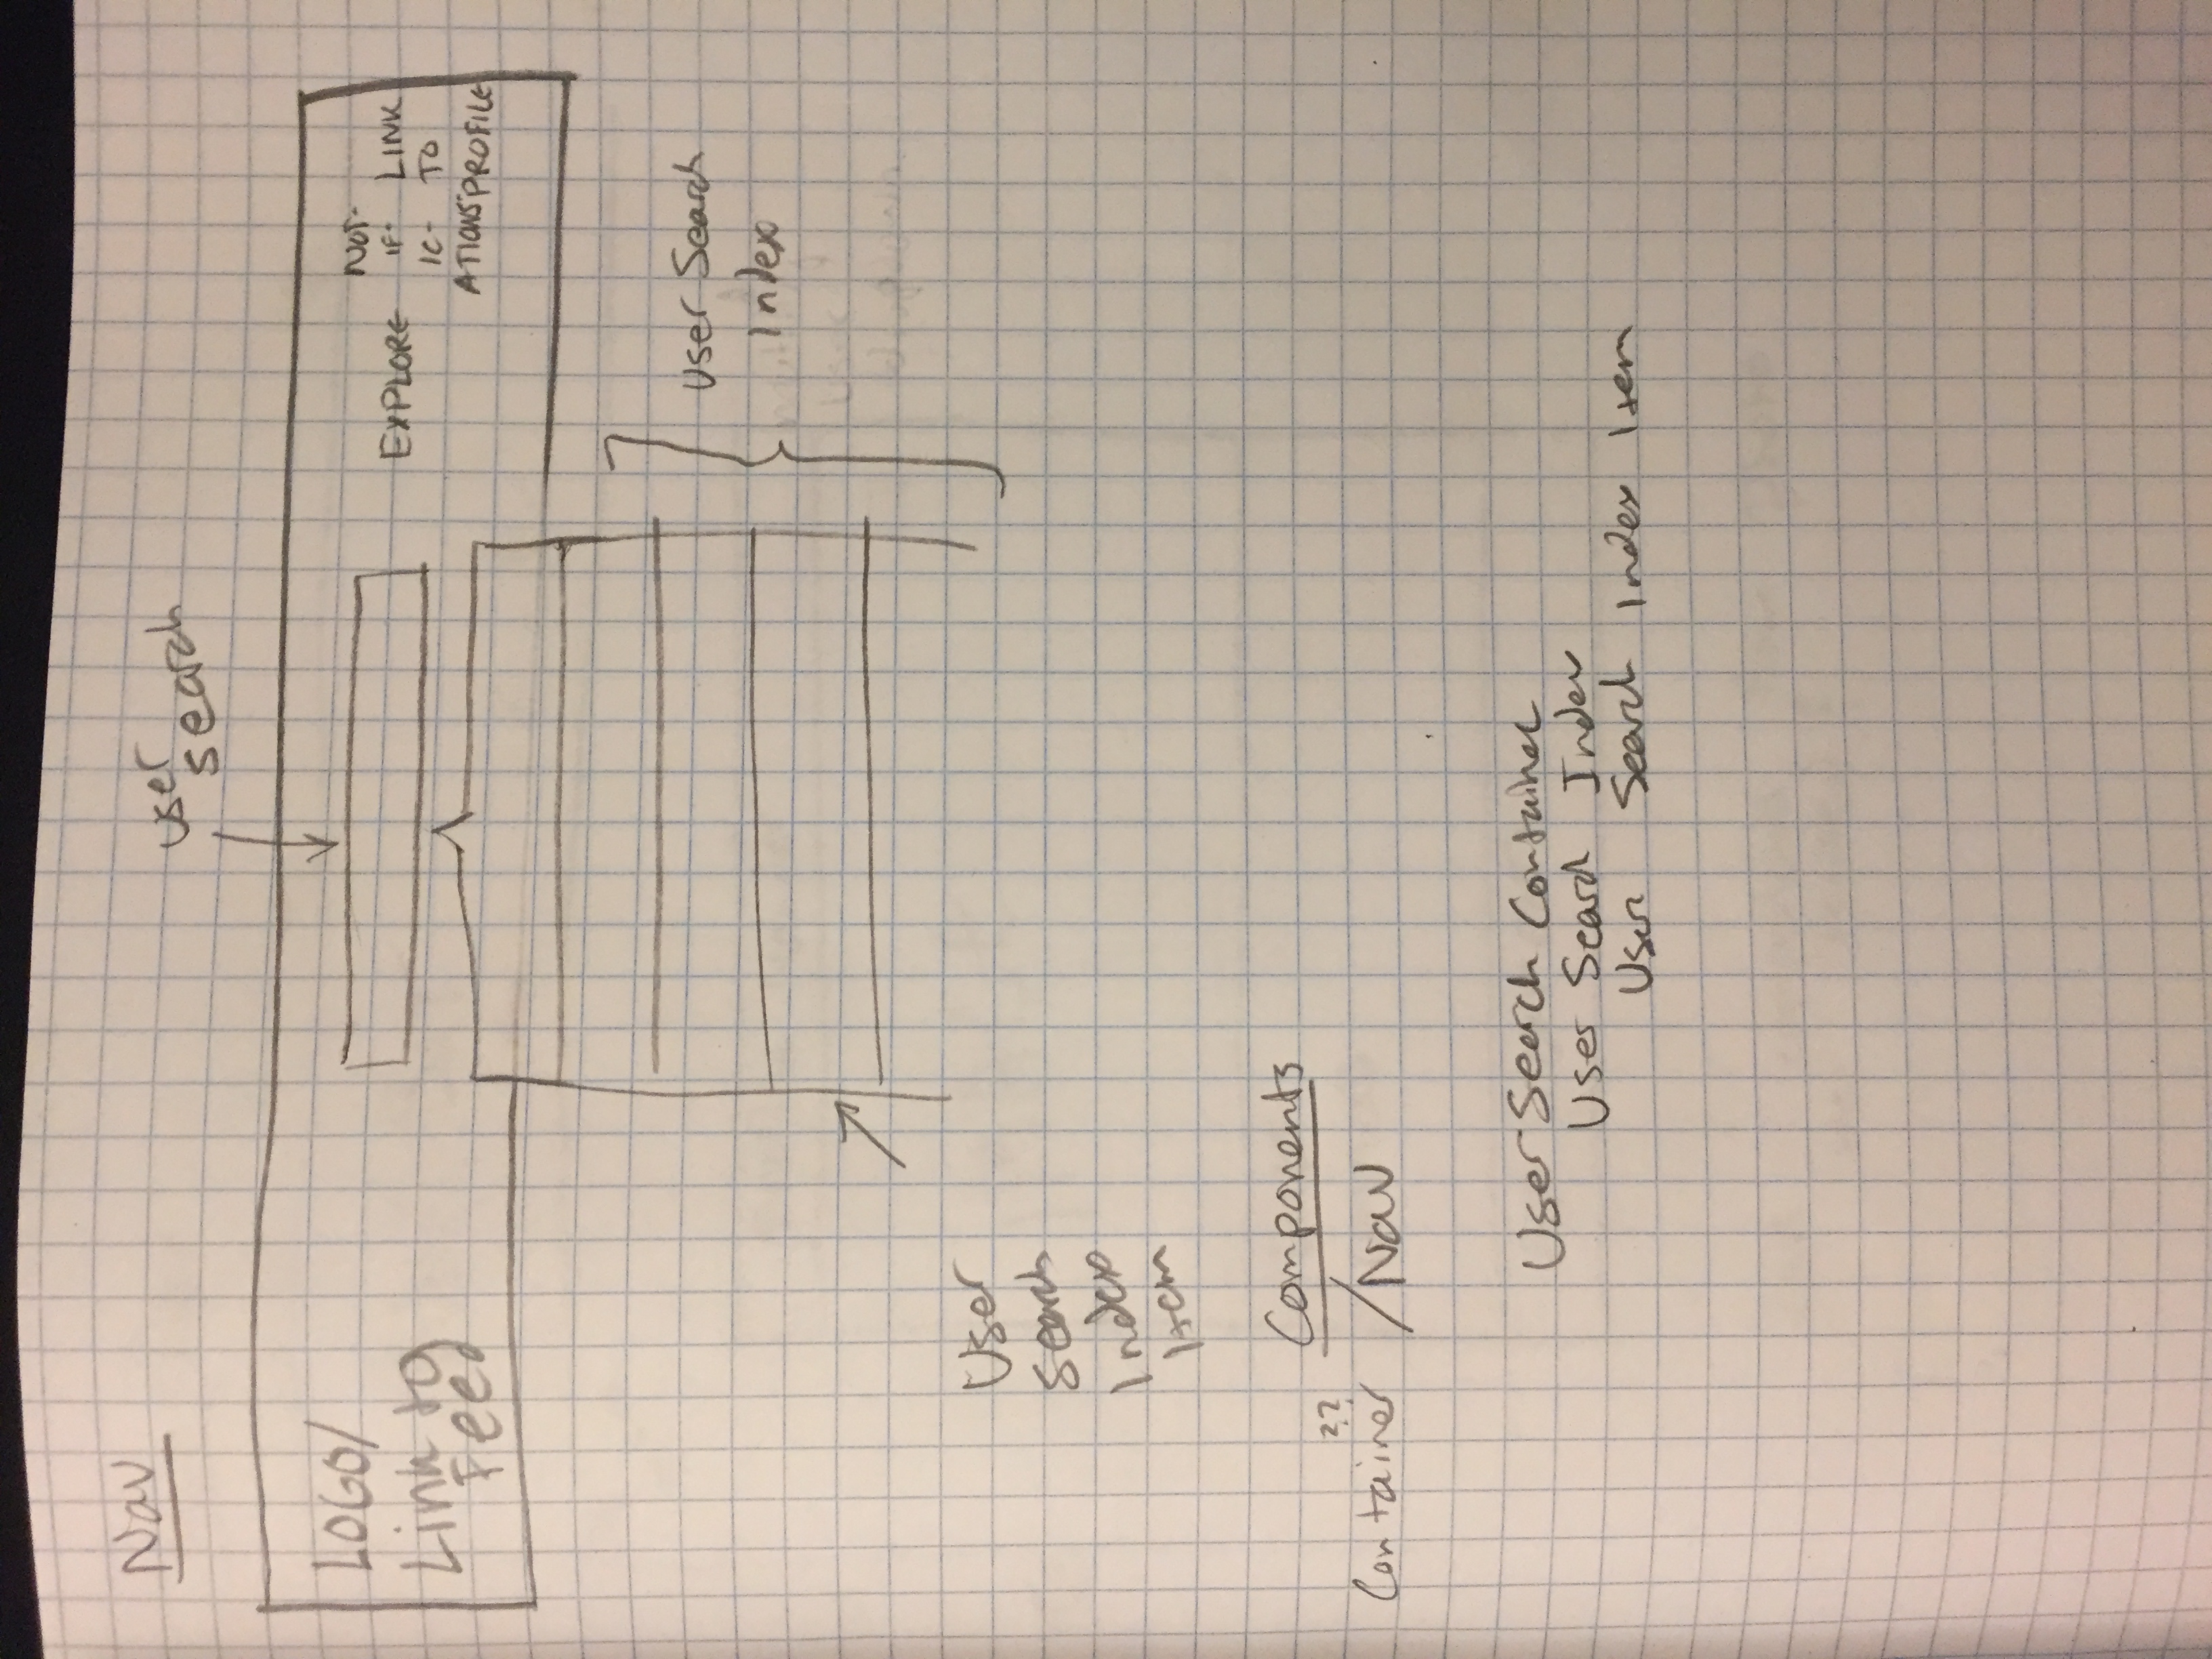 Nav
user
search
LOGO/
Link to
Feed
EXPLORE
NOT-
IF-
IC-
ATIONS
LINK
TO
PROFILE
User Search
Index
User
Search
Index
Item
Components
??
Container /Nav
User Search Container
User Search Index
User Search Index Item